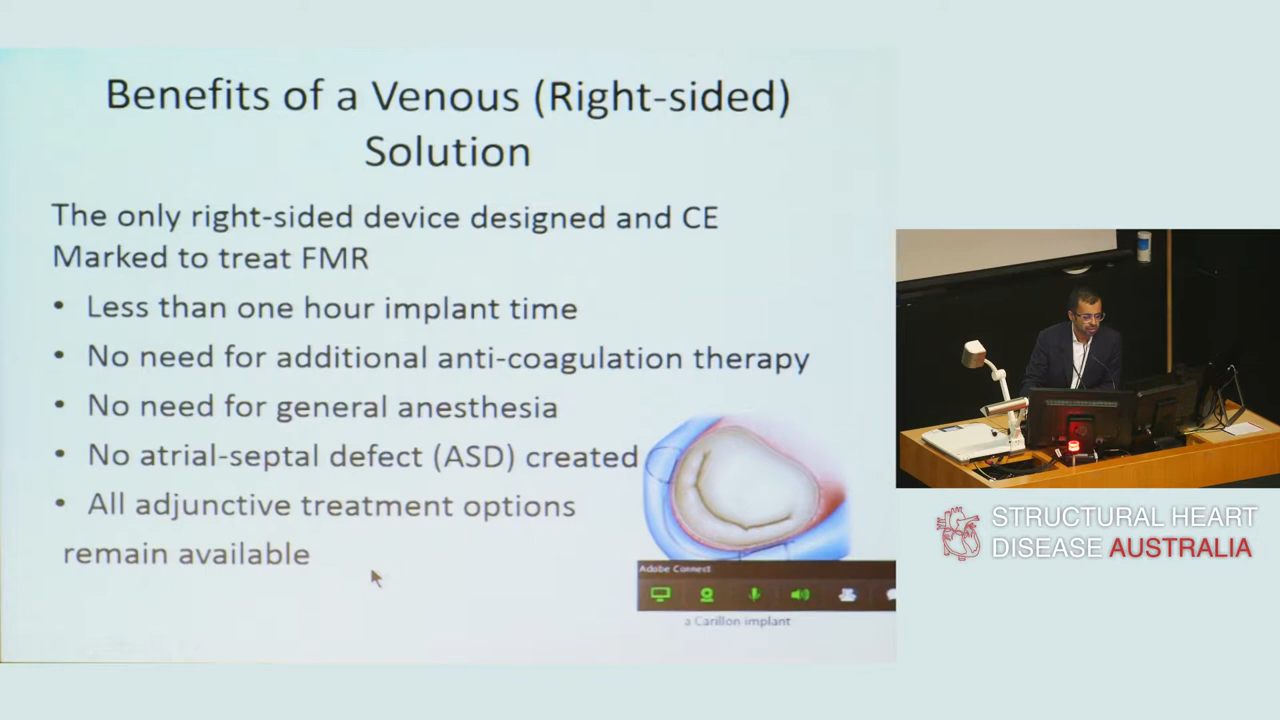 Benefits of a Venous (Right-sided)
Solution
The only right-sided device designed and CE
Marked to treat FMR
• Less than one hour implant time
• No need for additional anti-coagulation therapy
• No need for general anesthesia
• No atrial-septal defect (ASD) created
• All adjunctive treatment options
remain available
Adobe Connect
a Carillon implant
STRUCTURAL HEART
DISEASE AUSTRALIA